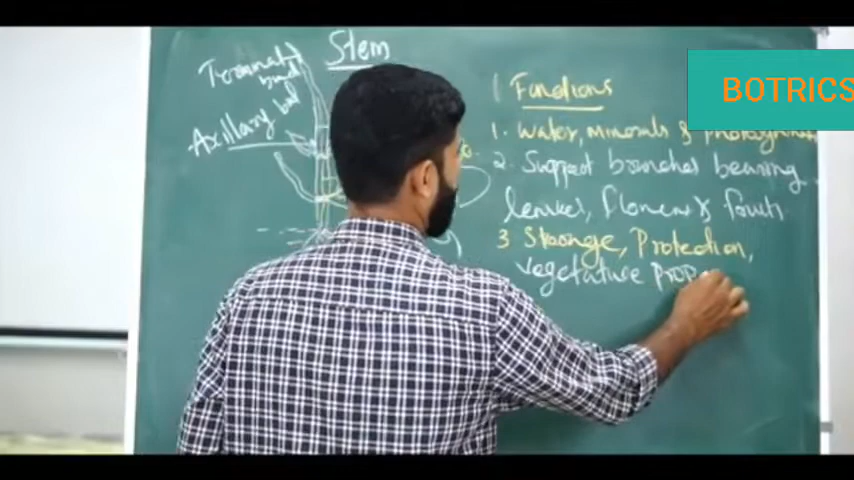 Stem
Terminal
bud
Axillary bud
Functions
1. Water, Minerals & Photosynthate
2. Support branches bearing
leaves, flowers & fruits
3 Storage, Protection,
vegetative Prop
BOTRICS